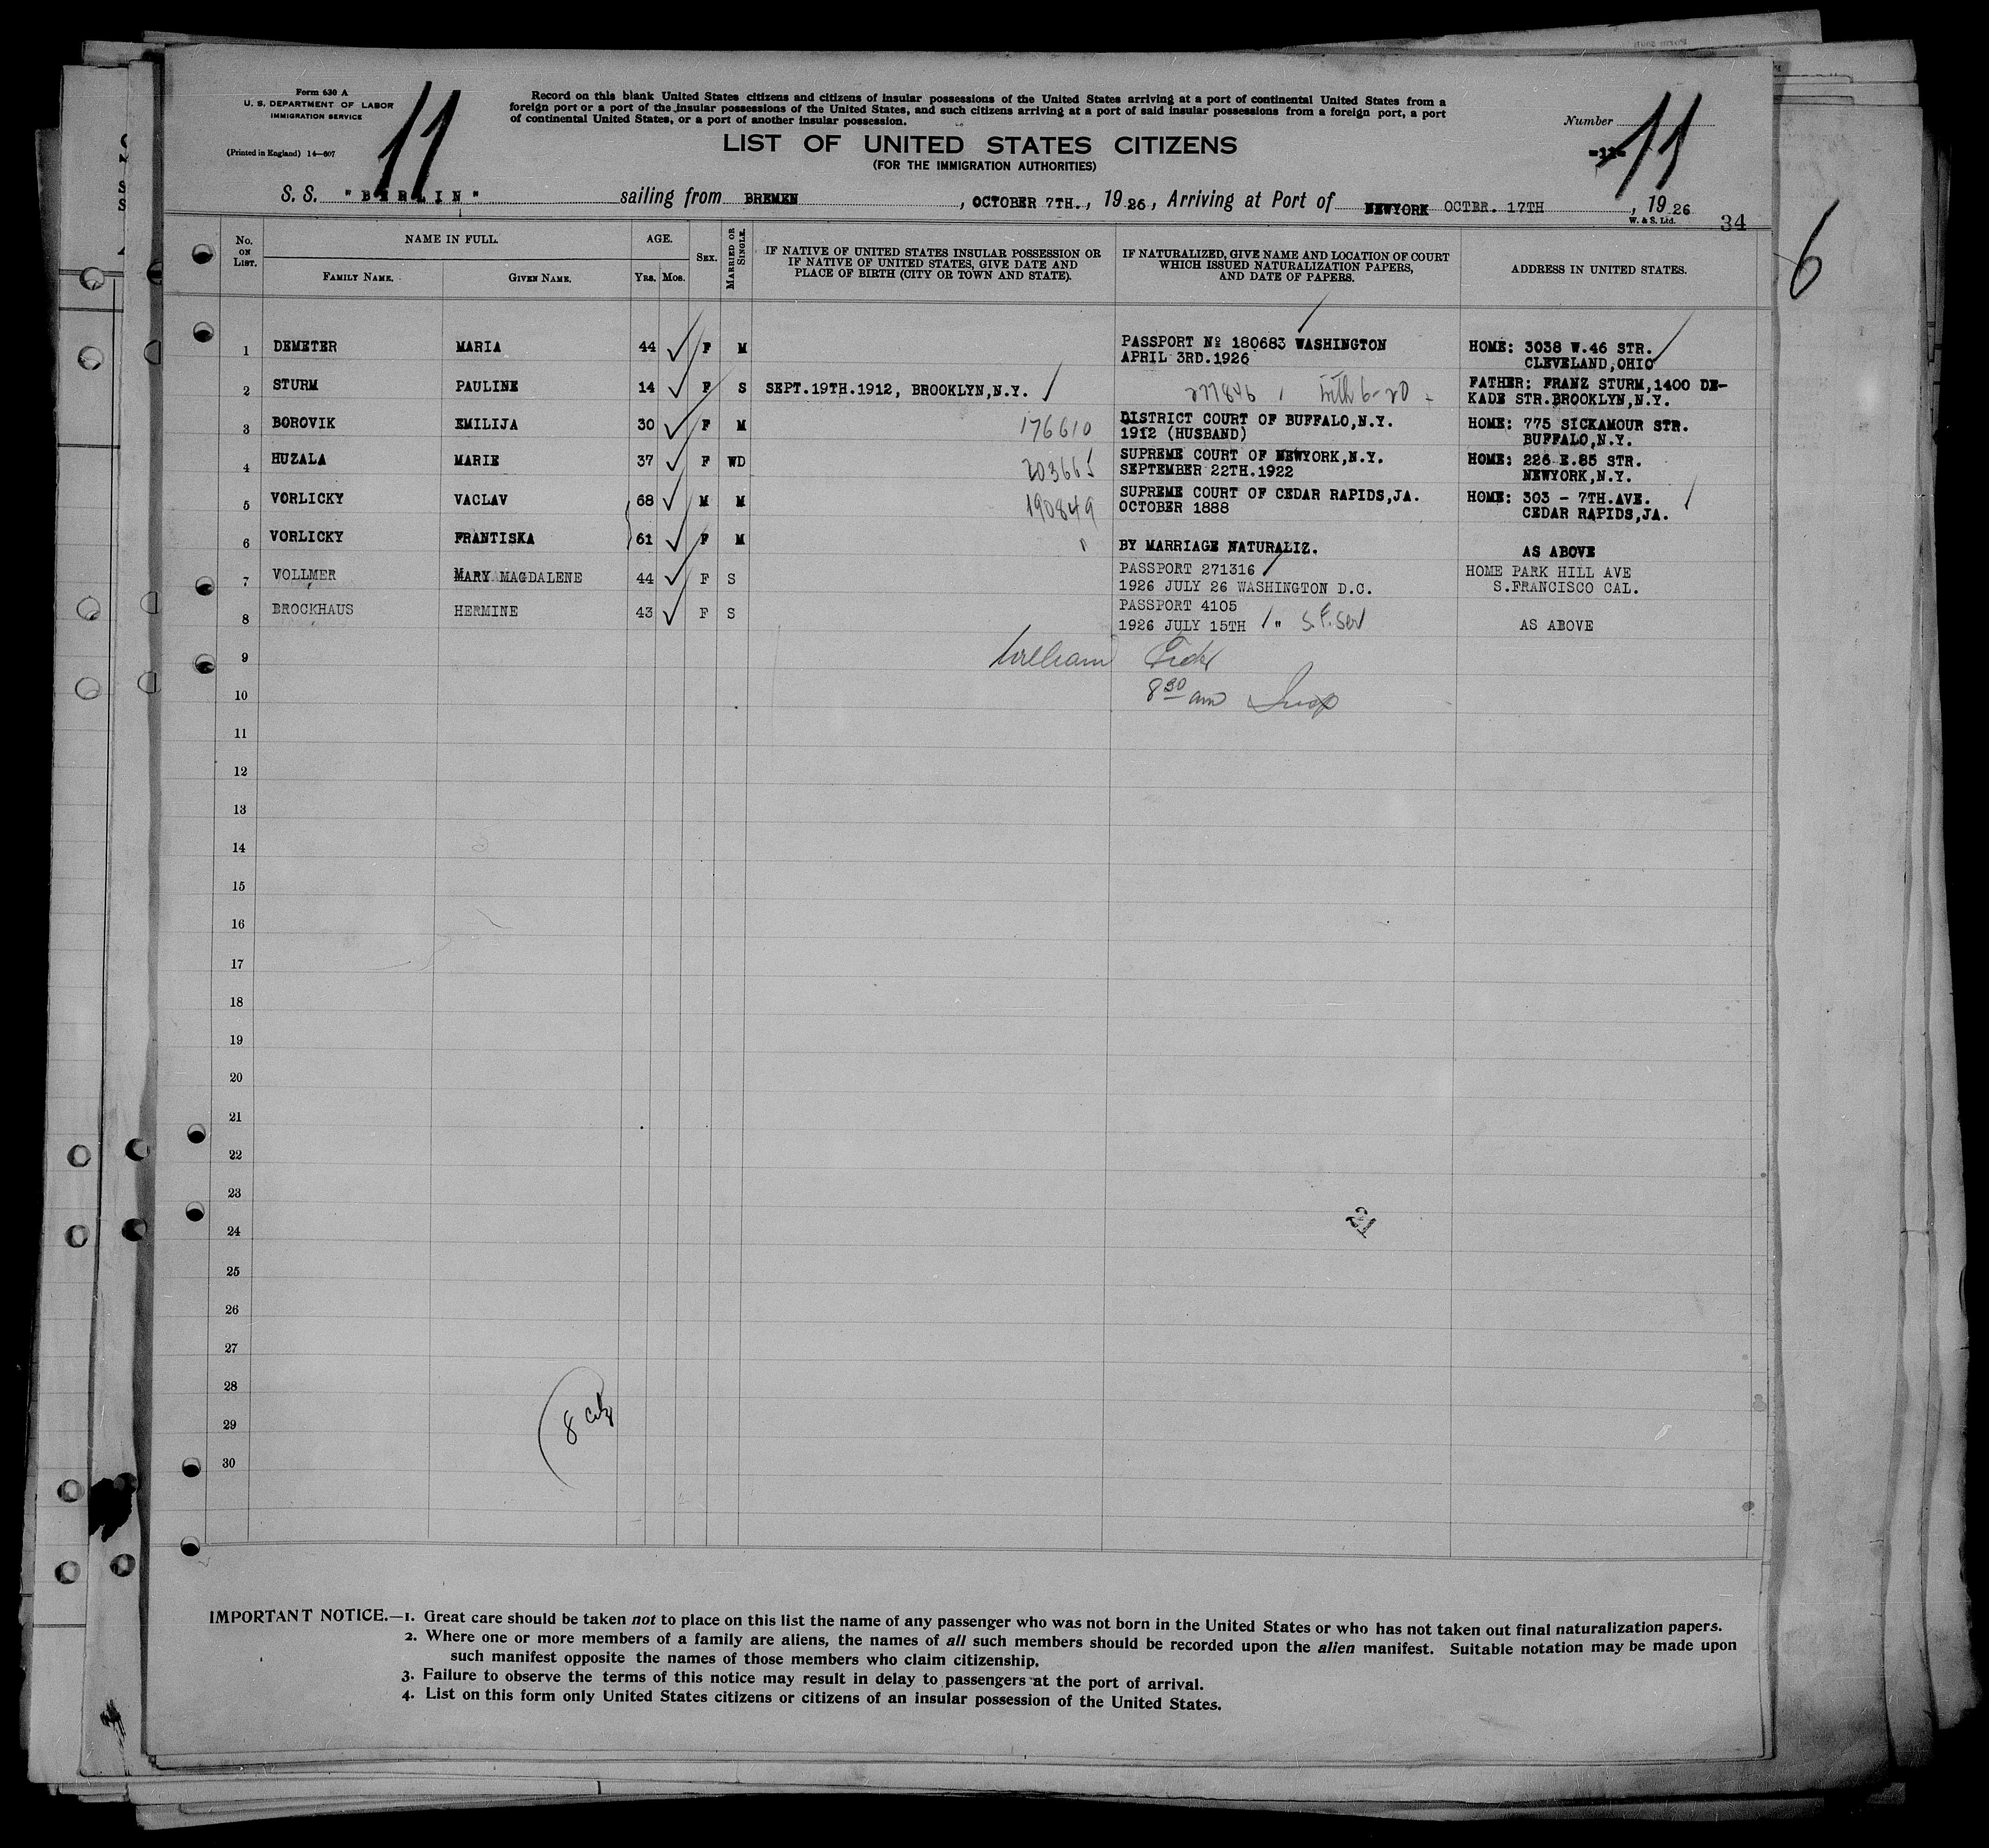 Form 630 A
U. S. DEPARTMENT OF LABOR
IMMIGRATION SERVICE
(Printed in England) 14—607
11
Record on this blank United States citizens and citizens of insular possessions of the United States arriving at a port of continental United States from a
foreign port or a port of the insular possessions of the United States, and such citizens arriving at a port of said insular possessions from a foreign port, a port
of continental United States, or a port of another insular possession.
LIST OF UNITED STATES CITIZENS
(FOR THE IMMIGRATION AUTHORITIES)
Number
11
S. S. "BERLIN" sailing from BREMEN, OCTOBER 7TH., 1926, Arriving at Port of NEWYORK OCTBR. 17TH, 1926
W. & S. Ltd.
34
6
No. ON LIST. NAME IN FULL. AGE. SEX. MARRIED OR SINGLE.
FAMILY NAME. GIVEN NAME. Yrs. Mos.
IF NATIVE OF UNITED STATES INSULAR POSSESSION OR
IF NATIVE OF UNITED STATES, GIVE DATE AND
PLACE OF BIRTH (CITY OR TOWN AND STATE).
IF NATURALIZED, GIVE NAME AND LOCATION OF COURT
WHICH ISSUED NATURALIZATION PAPERS,
AND DATE OF PAPERS.
ADDRESS IN UNITED STATES.
1 DEMETER MARIA 44 F M PASSPORT Nº 180683 WASHINGTON HOME: 3038 W.46 STR.
APRIL 3RD.1926 CLEVELAND,OHIO
2 STURM PAULINE 14 F S SEPT.19TH.1912, BROOKLYN,N.Y. 277846 FATHER: FRANZ STURM,1400 DE-
KADE STR.BROOKLYN,N.Y.
3 BOROVIK EMILIJA 30 F M 176610 DISTRICT COURT OF BUFFALO,N.Y. HOME: 775 SICKAMOUR STR.
1912 (HUSBAND) BUFFALO,N.Y.
4 HUZALA MARIE 37 F WD 203665 SUPREME COURT OF NEWYORK,N.Y. HOME: 226 E.85 STR.
SEPTEMBER 22TH.1922 NEWYORK,N.Y.
5 VORLICKY VACLAV 68 M M 190849 SUPREME COURT OF CEDAR RAPIDS,JA. HOME: 303 - 7TH.AVE.
OCTOBER 1888 CEDAR RAPIDS,JA.
6 VORLICKY FRANTISKA 61 F M " BY MARRIAGE NATURALIZ. AS ABOVE
7 VOLLMER MARY MAGDALENE 44 F S PASSPORT 271316 HOME PARK HILL AVE
1926 JULY 26 WASHINGTON D.C. S.FRANCISCO CAL.
8 BROCKHAUS HERMINE 43 F S PASSPORT 4105
1926 JULY 15TH " AS ABOVE
9 William
10 8 30 am Insp
11
12
13
14
15
16
17
18
19
20
21
22
23
24
21
25
26
27
28
29
30
8 citz
IMPORTANT NOTICE.—1. Great care should be taken not to place on this list the name of any passenger who was not born in the United States or who has not taken out final naturalization papers.
2. Where one or more members of a family are aliens, the names of all such members should be recorded upon the alien manifest. Suitable notation may be made upon
such manifest opposite the names of those members who claim citizenship.
3. Failure to observe the terms of this notice may result in delay to passengers at the port of arrival.
4. List on this form only United States citizens or citizens of an insular possession of the United States.